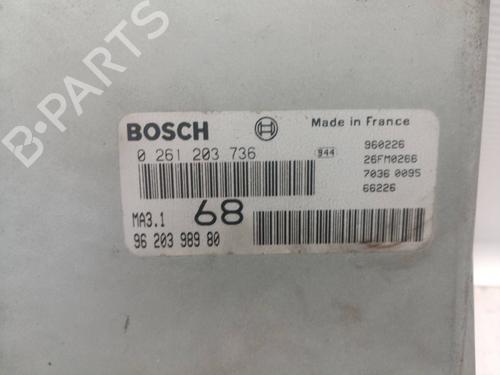 BOSCH
Made in France
0 261 203 736
944
960226
26FM0266
7036 0095
66226
MA3.1
68
96 203 989 80
B-PARTS